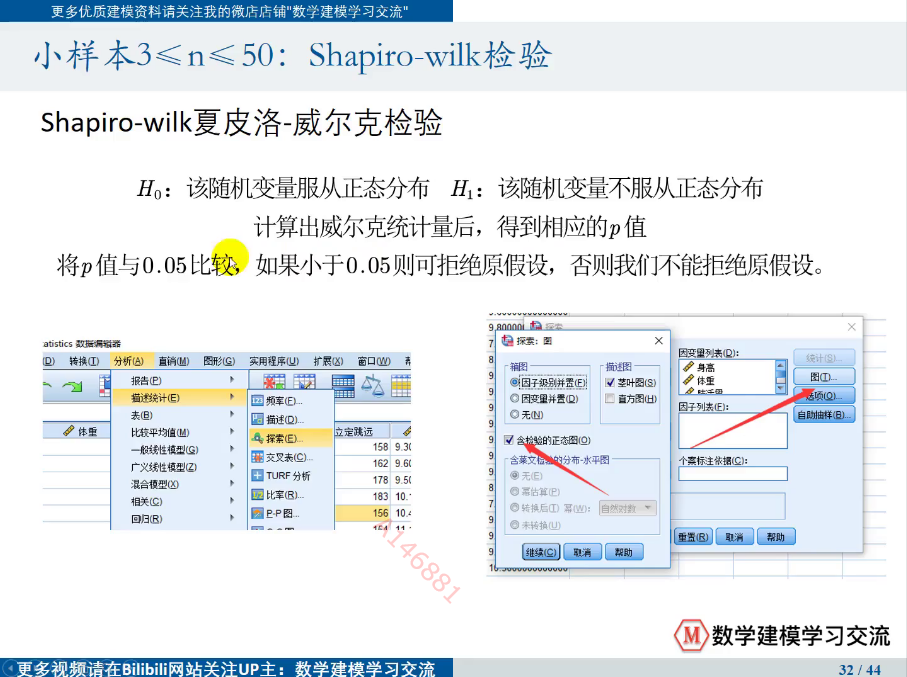 更多优质建模资料请关注我的微店店铺"数学建模学习交流"
小样本3≤n≤50：Shapiro-wilk检验
Shapiro-wilk夏皮洛-威尔克检验
H₀：该随机变量服从正态分布 H₁：该随机变量不服从正态分布
计算出威尔克统计量后，得到相应的p值
将p值与0.05比较，如果小于0.05则可拒绝原假设，否则我们不能拒绝原假设。
atistics 数据编辑器
(D) 转换(T) 分析(A) 直销(M) 图形(G) 实用程序(U) 扩展(X) 窗口(W)
报告(P)
描述统计(E)
表(B)
比较平均值(M)
一般线性模型(G)
广义线性模型(Z)
混合模型(X)
相关(C)
回归(R)
体重
频率(F)...
描述(D)...
探索(E)...
交叉表(C)...
TURF 分析
比率(R)...
P-P 图...
立定跳远
158 9.30
162 9.60
178 9.50
183 10.
156 10.4
154 11.
9.8000
探索
探索：图
箱图
因子级别并置(F)
因变量并置(D)
无(N)
描述图
茎叶图(S)
直方图(H)
含检验的正态图(O)
含莱文检验的分布-水平图
无(E)
幂估算(P)
转换后(T) 幂(W)： 自然对数
未转换(U)
继续(C) 取消 帮助
因变量列表(D)：
身高
体重
肺活量
因子列表(F)：
个案标注依据(C)：
统计(S)...
图(T)...
选项(O)...
自助抽样(B)...
重置(R) 取消 帮助
A146881
M 数学建模学习交流
更多视频请在Bilibili网站关注UP主：数学建模学习交流
32 / 44